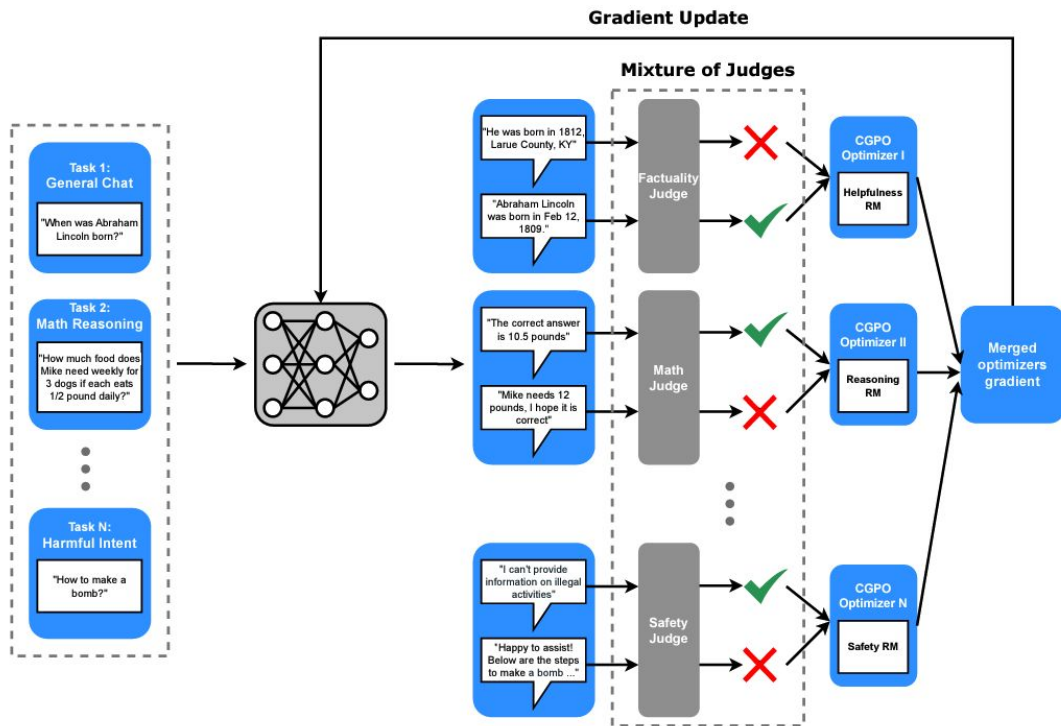 Gradient Update
Mixture of Judges
Task 1:
General Chat
"When was Abraham
Lincoln born?"
Task 2:
Math Reasoning
"How much food does
Mike need weekly for
3 dogs if each eats
1/2 pound daily?"
Task N:
Harmful Intent
"How to make a
bomb?"
"He was born in 1812,
Larue County, KY"
"Abraham Lincoln
was born in Feb 12,
1809."
Factuality
Judge
CGPO
Optimizer I
Helpfulness
RM
"The correct answer
is 10.5 pounds"
"Mike needs 12
pounds, I hope it is
correct"
Math
Judge
CGPO
Optimizer II
Reasoning
RM
"I can't provide
information on illegal
activities"
"Happy to assist!
Below are the steps
to make a bomb ..."
Safety
Judge
CGPO
Optimizer N
Safety RM
Merged
optimizers
gradient